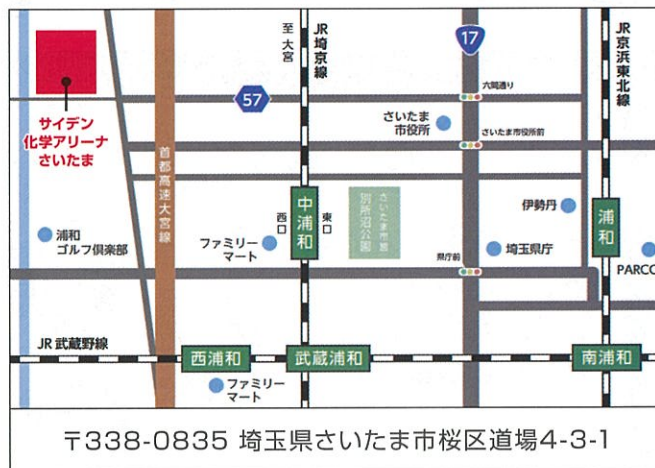 至 大宮
JR 埼京線
17
JR 京浜東北線
六間通り
57
サイデン
化学アリーナ
さいたま
さいたま
市役所
さいたま市役所前
首都高速大宮線
浦和
ゴルフ倶楽部
ファミリー
マート
西口
中浦和
東口
さいたま市営
別所沼公園
伊勢丹
浦和
埼玉県庁
県庁前
PARCO
JR 武蔵野線
西浦和
武蔵浦和
南浦和
ファミリー
マート
〒338-0835 埼玉県さいたま市桜区道場4-3-1